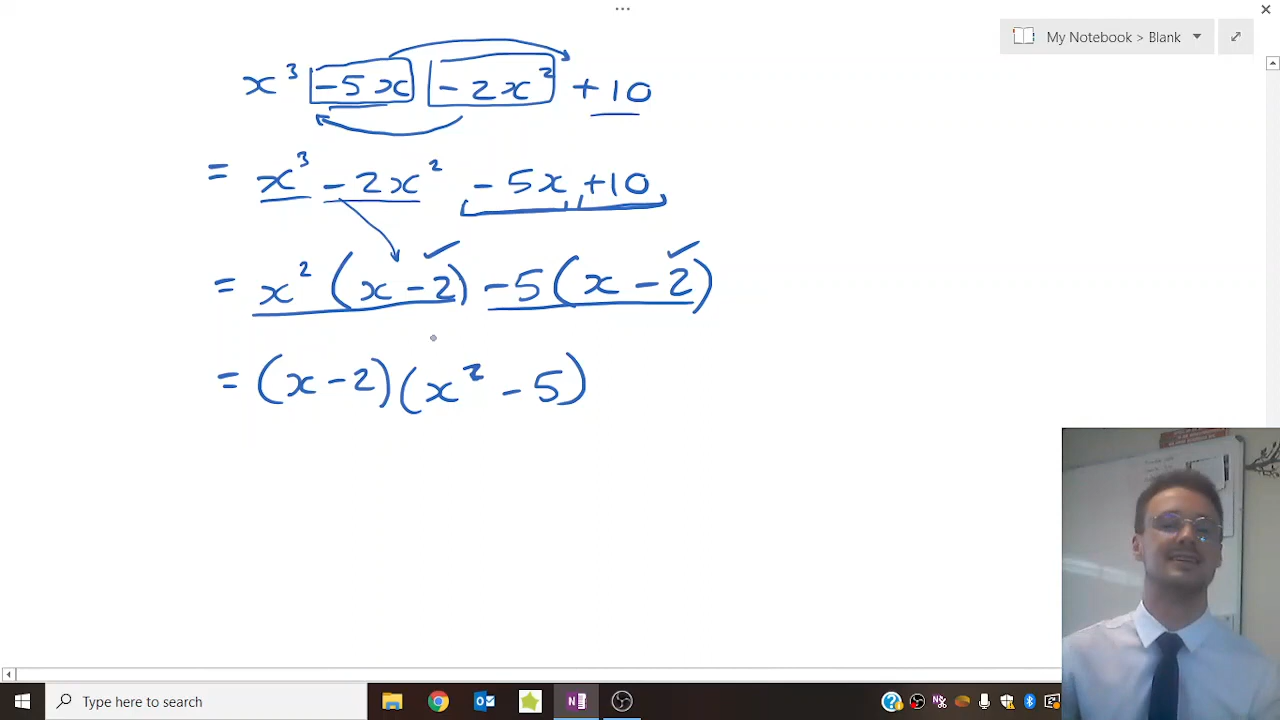 My Notebook > Blank
x³ -5x -2x² +10
= x³ -2x² -5x +10
= x² (x-2) -5(x-2)
= (x-2)(x² -5)
Type here to search